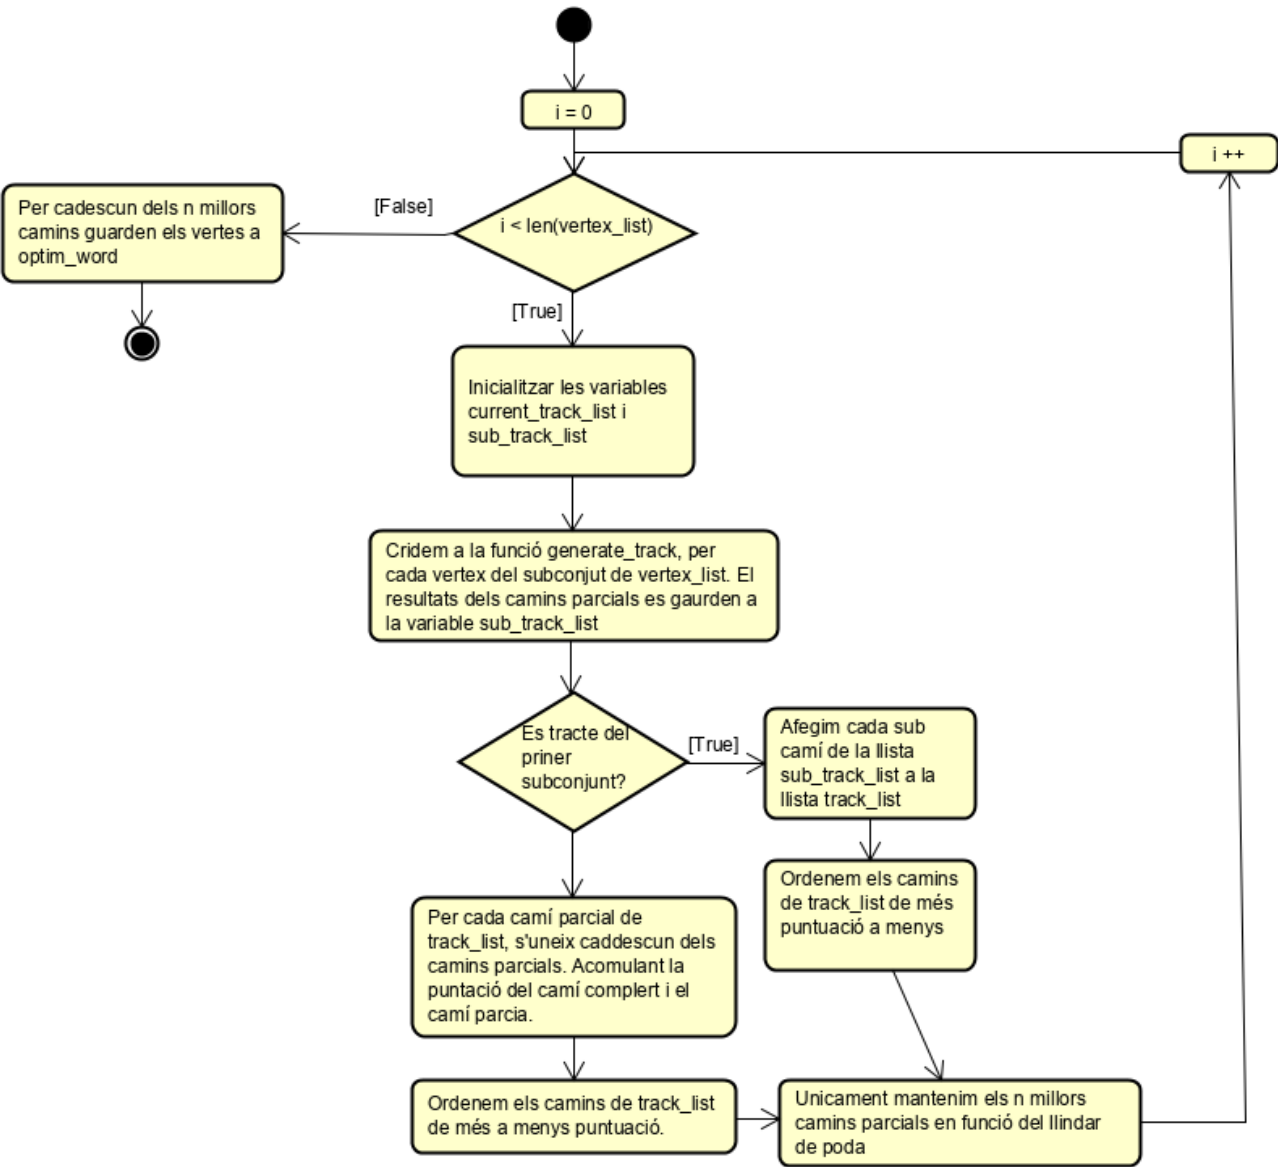 i = 0
i ++
i < len(vertex_list)
[False]
Per cadescun dels n millors
camins guarden els vertes a
optim_word
[True]
Inicialitzar les variables
current_track_list i
sub_track_list
Cridem a la funció generate_track, per
cada vertex del subconjut de vertex_list. El
resultats dels camins parcials es gaurden a
la variable sub_track_list
Es tracte del
priner
subconjunt?
[True]
Afegim cada sub
camí de la llista
sub_track_list a la
llista track_list
Ordenem els camins
de track_list de més
puntuació a menys
Per cada camí parcial de
track_list, s'uneix caddescun dels
camins parcials. Acomulant la
puntació del camí complert i el
camí parcia.
Ordenem els camins de track_list
de més a menys puntuació.
Unicament mantenim els n millors
camins parcials en funció del llindar
de poda